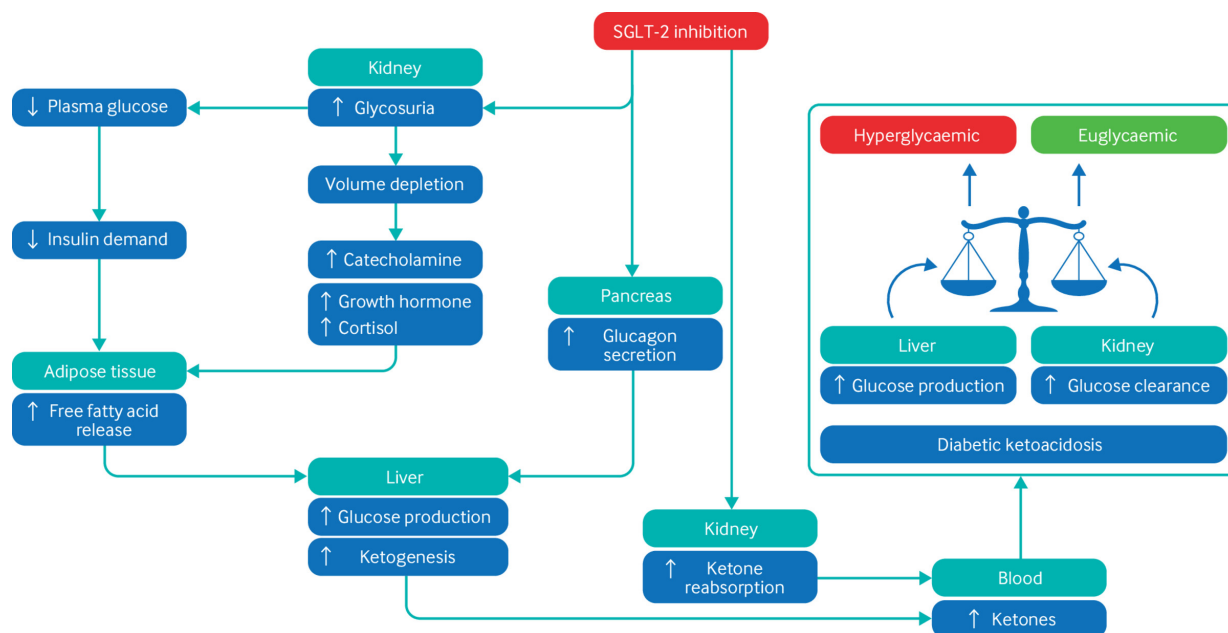 SGLT-2 inhibition
Kidney
↑ Glycosuria
↓ Plasma glucose
Volume depletion
↓ Insulin demand
↑ Catecholamine
↑ Growth hormone
↑ Cortisol
Adipose tissue
↑ Free fatty acid
release
Pancreas
↑ Glucagon
secretion
Liver
↑ Glucose production
↑ Ketogenesis
Kidney
↑ Ketone
reabsorption
Blood
↑ Ketones
Hyperglycaemic
Euglycaemic
Liver
↑ Glucose production
Kidney
↑ Glucose clearance
Diabetic ketoacidosis